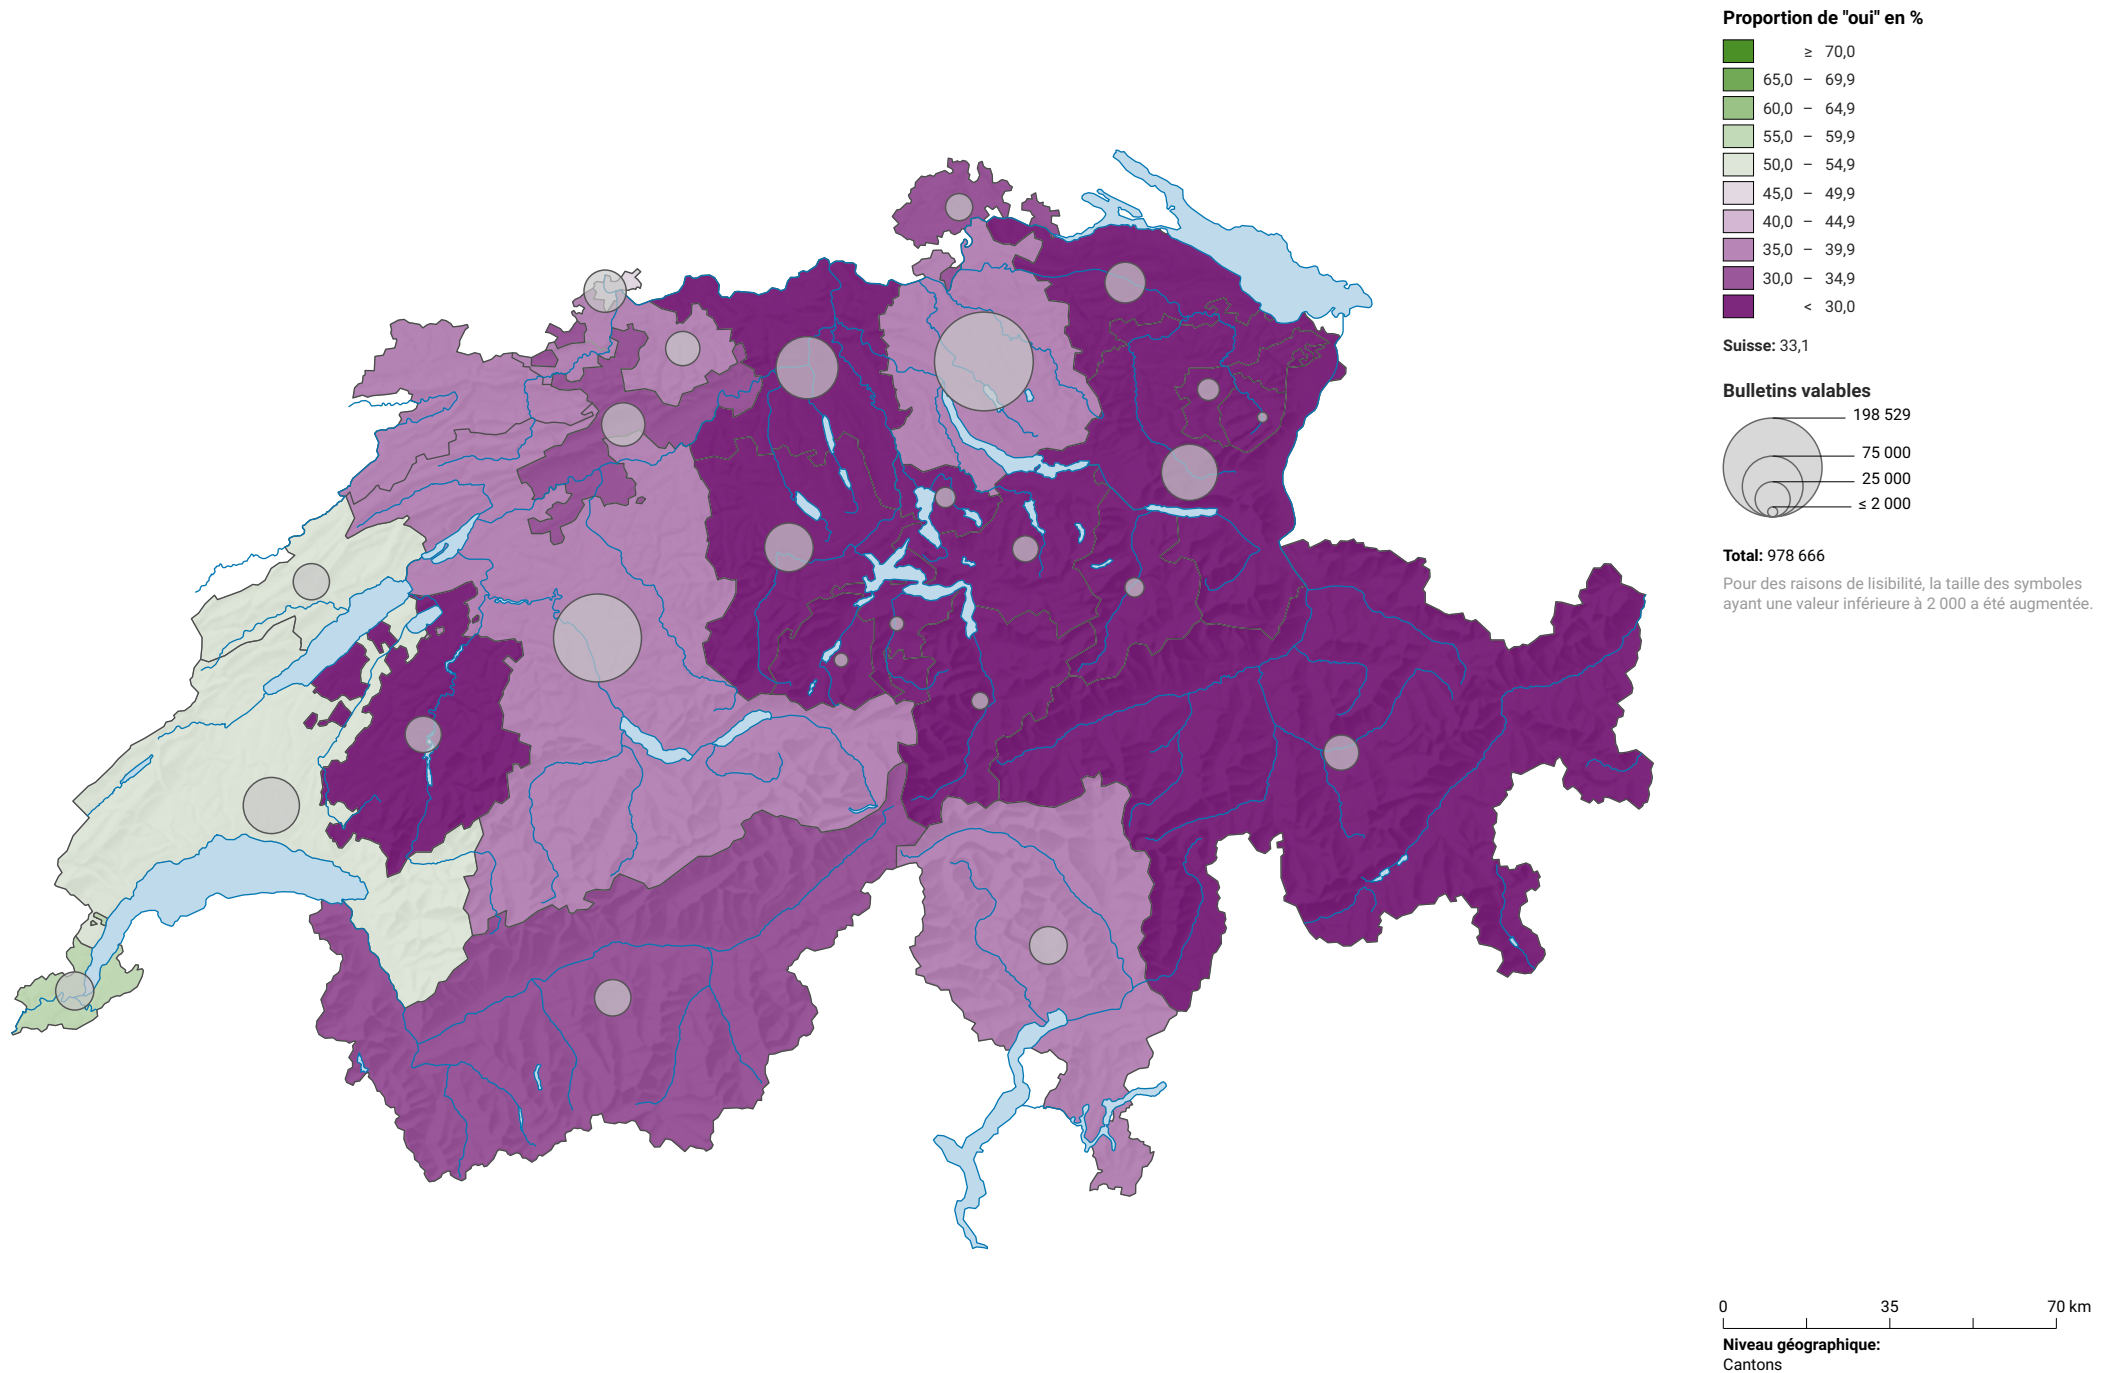 Proportion de "oui" en %
≥ 70,0
65,0 – 69,9
60,0 – 64,9
55,0 – 59,9
50,0 – 54,9
45,0 – 49,9
40,0 – 44,9
35,0 – 39,9
30,0 – 34,9
< 30,0
Suisse: 33,1
Bulletins valables
198 529
75 000
25 000
≤ 2 000
Total: 978 666
Pour des raisons de lisibilité, la taille des symboles
ayant une valeur inférieure à 2 000 a été augmentée.
0 35 70 km
Niveau géographique:
Cantons